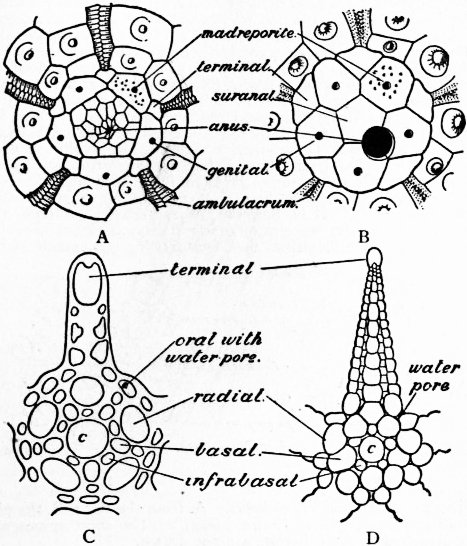 madreporite.
terminal.
suranal
anus.
genital.
ambulacrum.
A
B
terminal
oral with
water pore.
water
pore
radial.
basal.
infrabasal
c
c
C
D